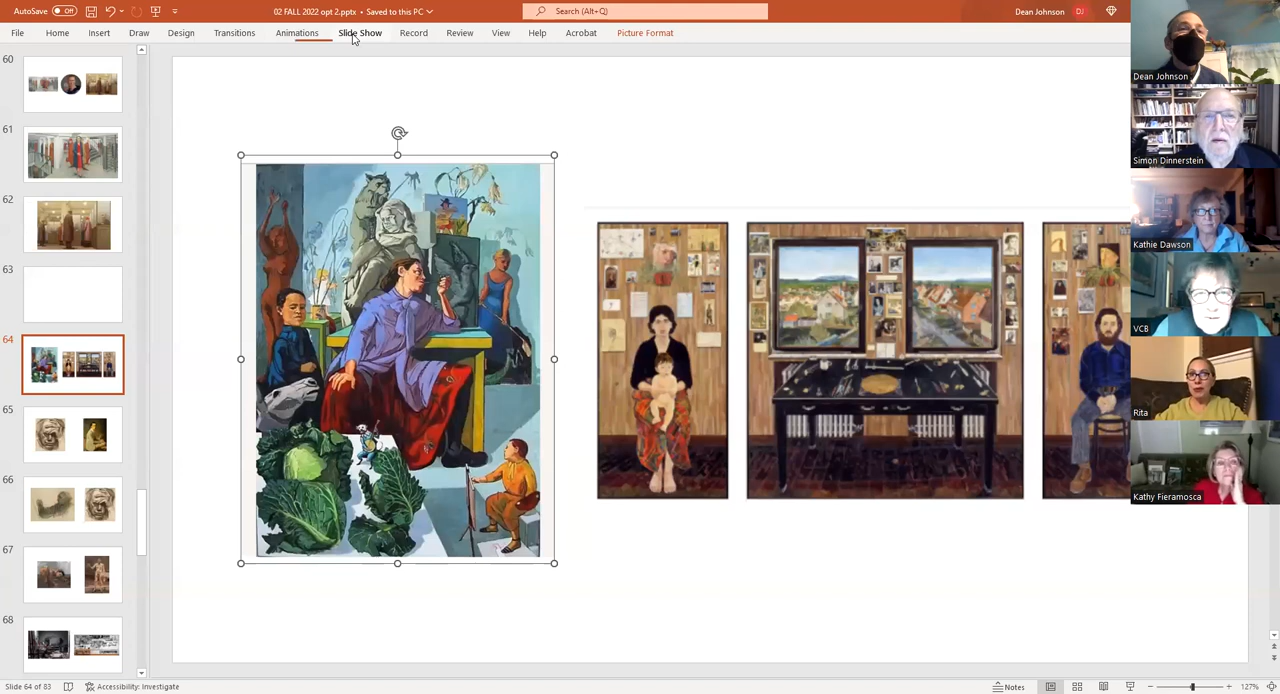 AutoSave Off 02 FALL 2022 opt 2.pptx • Saved to this PC Search (Alt+Q) Dean Johnson DJ
File Home Insert Draw Design Transitions Animations Slide Show Record Review View Help Acrobat Picture Format
60
61
62
63
64
65
66
67
68
Dean Johnson
Simon Dinnerstein
Kathie Dawson
VCB
Rita
Kathy Fieramosca
Slide 64 of 83 Accessibility: Investigate Notes 127%